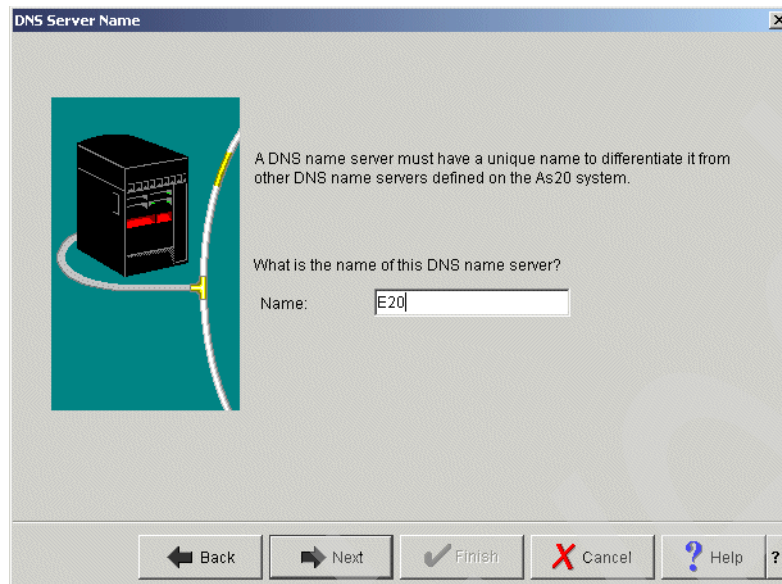 DNS Server Name
A DNS name server must have a unique name to differentiate it from
other DNS name servers defined on the As20 system.
What is the name of this DNS name server?
Name: E20
Back Next Finish Cancel Help ?